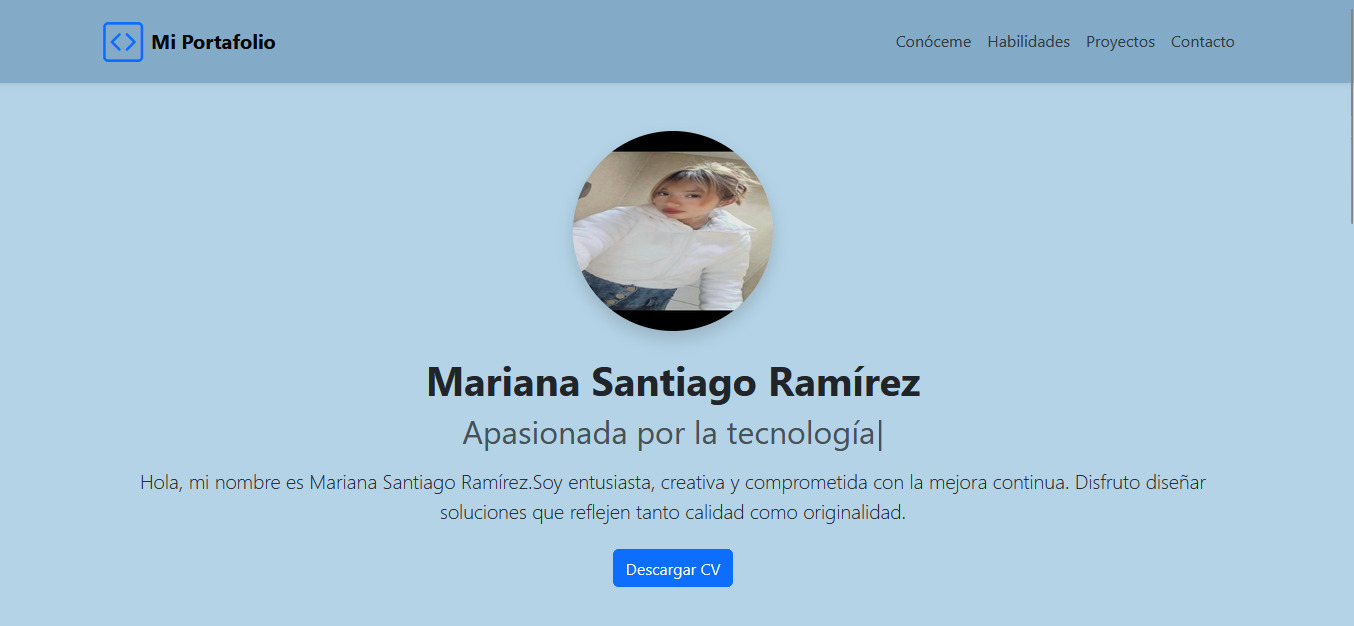 Mi Portafolio
Conóceme Habilidades Proyectos Contacto
Mariana Santiago Ramírez
Apasionada por la tecnología|
Hola, mi nombre es Mariana Santiago Ramírez.Soy entusiasta, creativa y comprometida con la mejora continua. Disfruto diseñar
soluciones que reflejen tanto calidad como originalidad.
Descargar CV